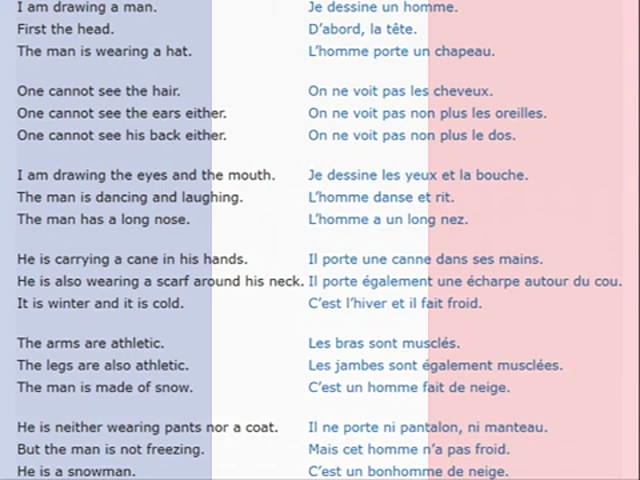 I am drawing a man. Je dessine un homme.
First the head. D’abord, la tête.
The man is wearing a hat. L’homme porte un chapeau.
One cannot see the hair. On ne voit pas les cheveux.
One cannot see the ears either. On ne voit pas non plus les oreilles.
One cannot see his back either. On ne voit pas non plus le dos.
I am drawing the eyes and the mouth. Je dessine les yeux et la bouche.
The man is dancing and laughing. L’homme danse et rit.
The man has a long nose. L’homme a un long nez.
He is carrying a cane in his hands. Il porte une canne dans ses mains.
He is also wearing a scarf around his neck. Il porte également une écharpe autour du cou.
It is winter and it is cold. C’est l’hiver et il fait froid.
The arms are athletic. Les bras sont musclés.
The legs are also athletic. Les jambes sont également musclées.
The man is made of snow. C’est un homme fait de neige.
He is neither wearing pants nor a coat. Il ne porte ni pantalon, ni manteau.
But the man is not freezing. Mais cet homme n’a pas froid.
He is a snowman. C’est un bonhomme de neige.